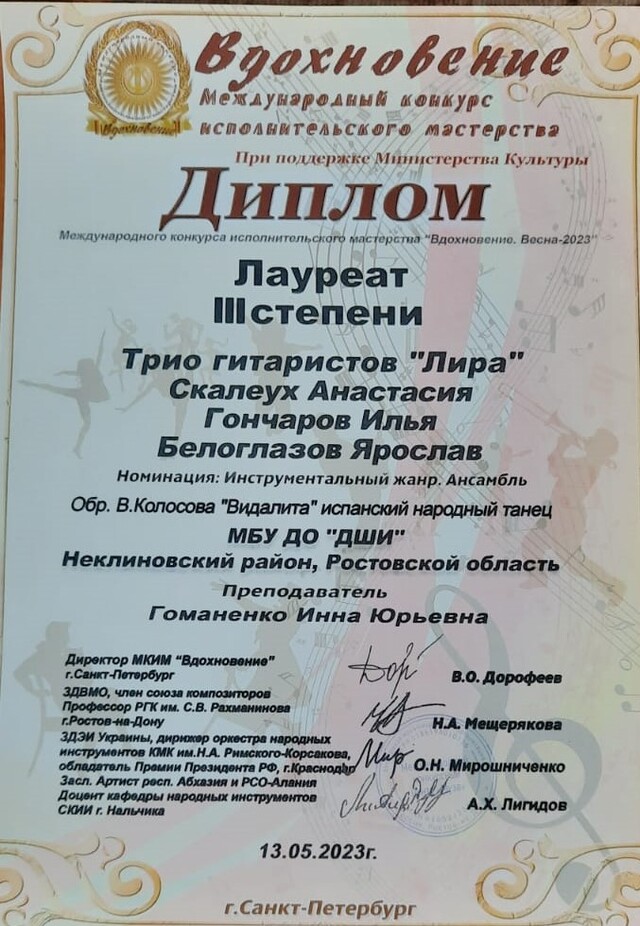 Вдохновение
Международный конкурс
исполнительского мастерства
Вдохновение
При поддержке Министерства Культуры
Диплом
Международного конкурса исполнительского мастерства "Вдохновение. Весна-2023"
Лауреат
III степени
Трио гитаристов "Лира"
Скалеух Анастасия
Гончаров Илья
Белоглазов Ярослав
Номинация: Инструментальный жанр. Ансамбль
Обр. В.Колосова "Видалита" испанский народный танец
МБУ ДО "ДШИ"
Неклиновский район, Ростовской область
Преподаватель
Гоманенко Инна Юрьевна
Директор МКИМ "Вдохновение"
г.Санкт-Петербург
В.О. Дорофеев
ЗДВМО, член союза композиторов
Профессор РГК им. С.В. Рахманинова
г.Ростов-на-Дону
Н.А. Мещерякова
ЗДЭИ Украины, дирижер оркестра народных
инструментов КМК им.Н.А. Римского-Корсакова,
обладатель Премии Президента РФ, г.Краснодар
О.Н. Мирошниченко
Засл. Артист респ. Абхазия и РСО-Алания
Доцент кафедры народных инструментов
СКИИ г. Нальчика
А.Х. Лигидов
13.05.2023г.
г.Санкт-Петербург